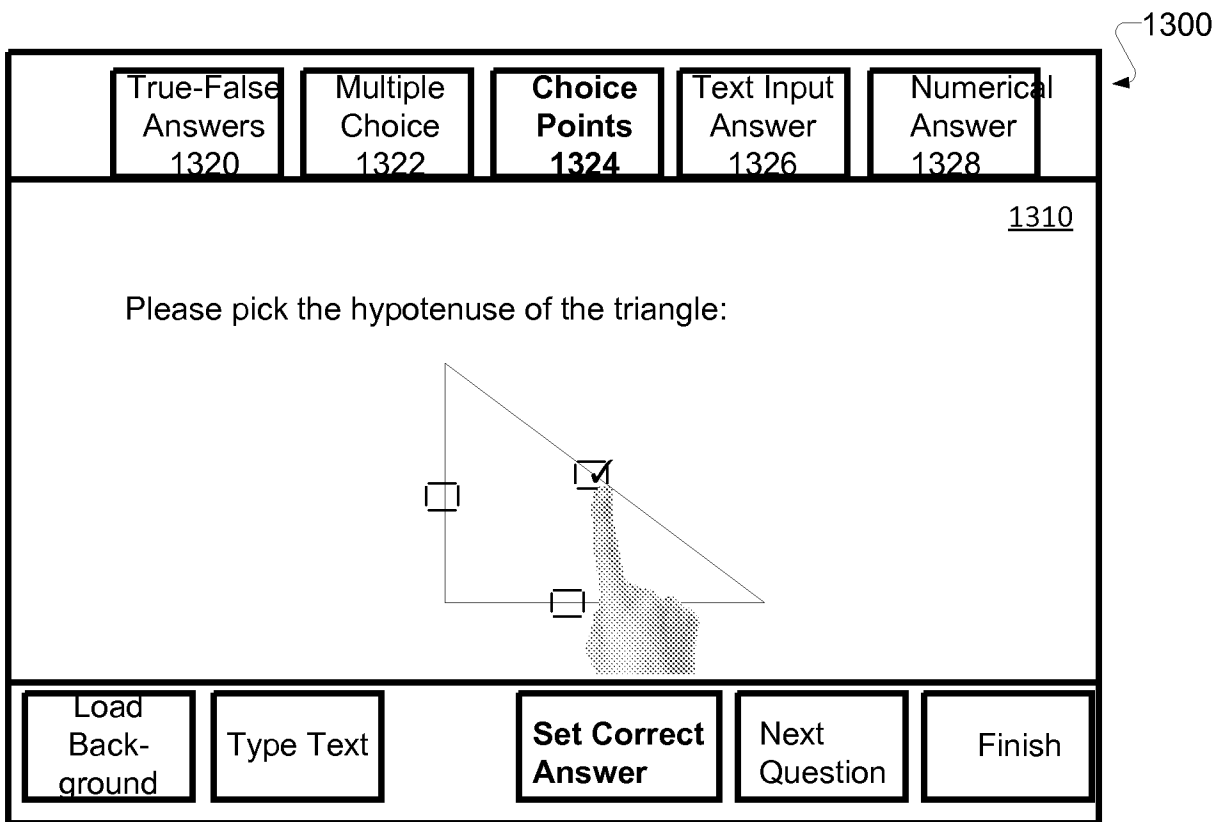 1300
True-False
Answers
1320
Multiple
Choice
1322
Choice
Points
1324
Text Input
Answer
1326
Numerical
Answer
1328
1310
Please pick the hypotenuse of the triangle:
Load
Back-
ground
Type Text
Set Correct
Answer
Next
Question
Finish